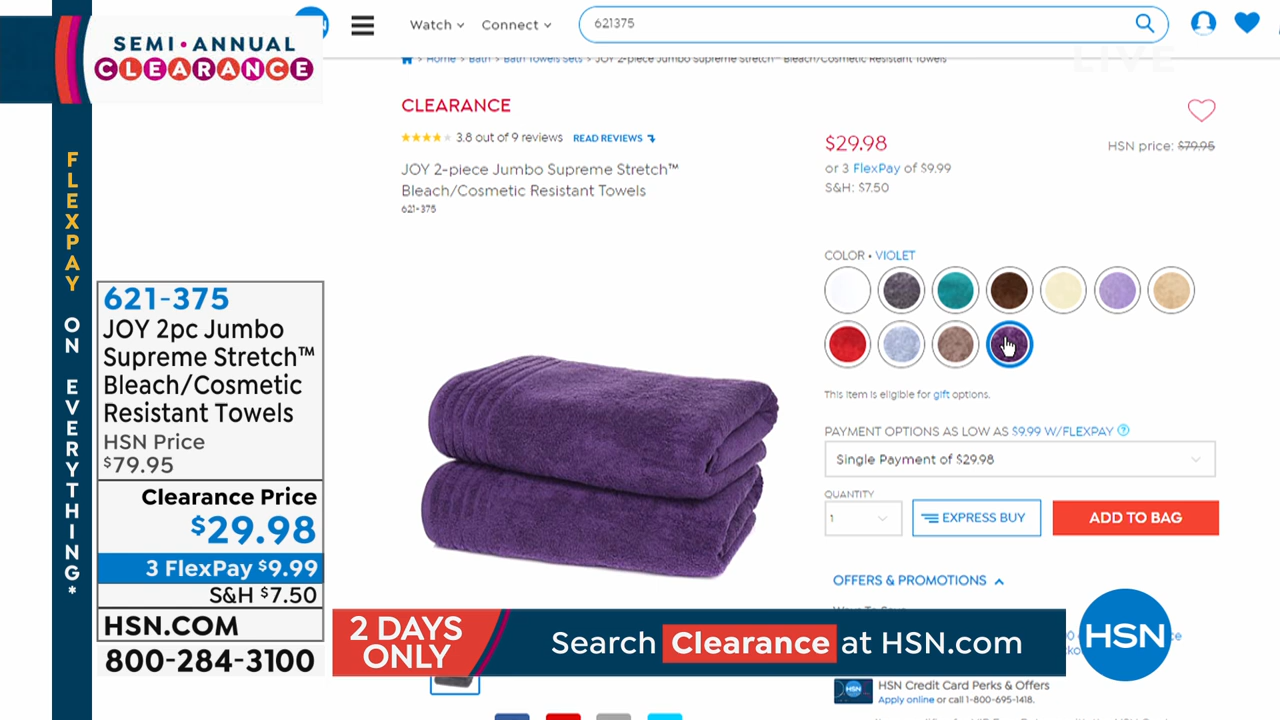 SEMI•ANNUAL
CLEARANCE
FLEXPAY ON EVERYTHING*
621-375
JOY 2pc Jumbo
Supreme Stretch™
Bleach/Cosmetic
Resistant Towels
HSN Price
$79.95
Clearance Price
$29.98
3 FlexPay $9.99
S&H $7.50
HSN.COM
800-284-3100
Watch
Connect
621375
LIVE
Home > Bath > Bath Towels Sets > JOY 2-piece Jumbo Supreme Stretch™ Bleach/Cosmetic Resistant Towels
CLEARANCE
3.8 out of 9 reviews READ REVIEWS
JOY 2-piece Jumbo Supreme Stretch™
Bleach/Cosmetic Resistant Towels
621-375
$29.98
HSN price: $79.95
or 3 FlexPay of $9.99
S&H: $7.50
COLOR • VIOLET
This item is eligible for gift options.
PAYMENT OPTIONS AS LOW AS $9.99 W/FLEXPAY ?
Single Payment of $29.98
QUANTITY
1
EXPRESS BUY
ADD TO BAG
OFFERS & PROMOTIONS
2 DAYS
ONLY
Search Clearance at HSN.com
HSN
HSN
HSN Credit Card Perks & Offers
Apply online or call 1-800-695-1418.